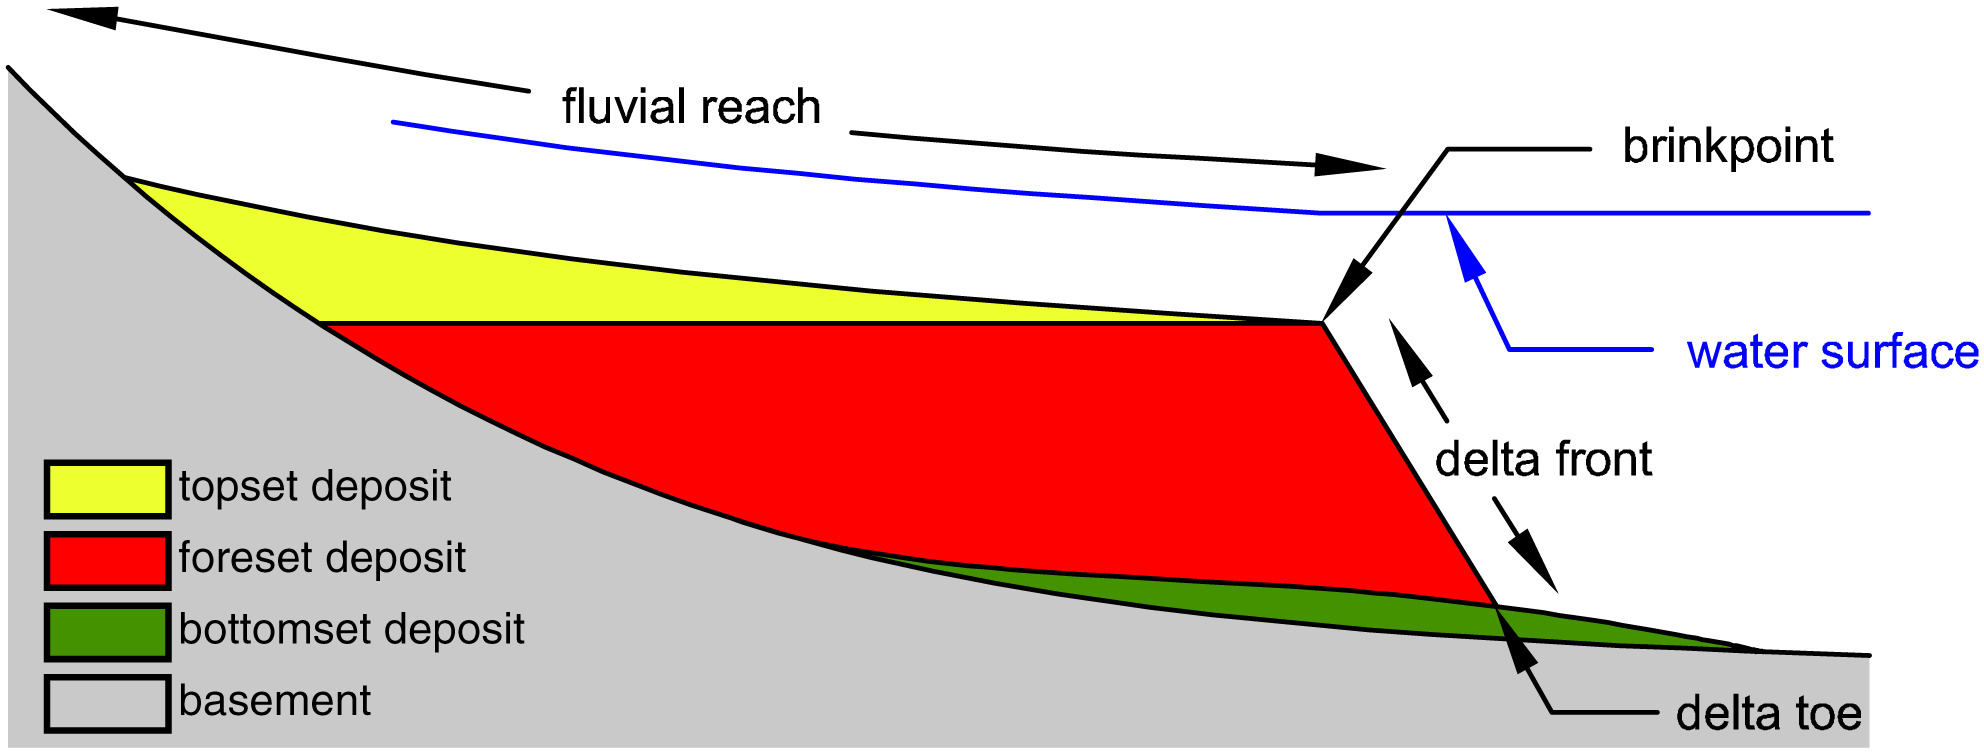 fluvial reach
brinkpoint
water surface
delta front
topset deposit
foreset deposit
bottomset deposit
basement
delta toe